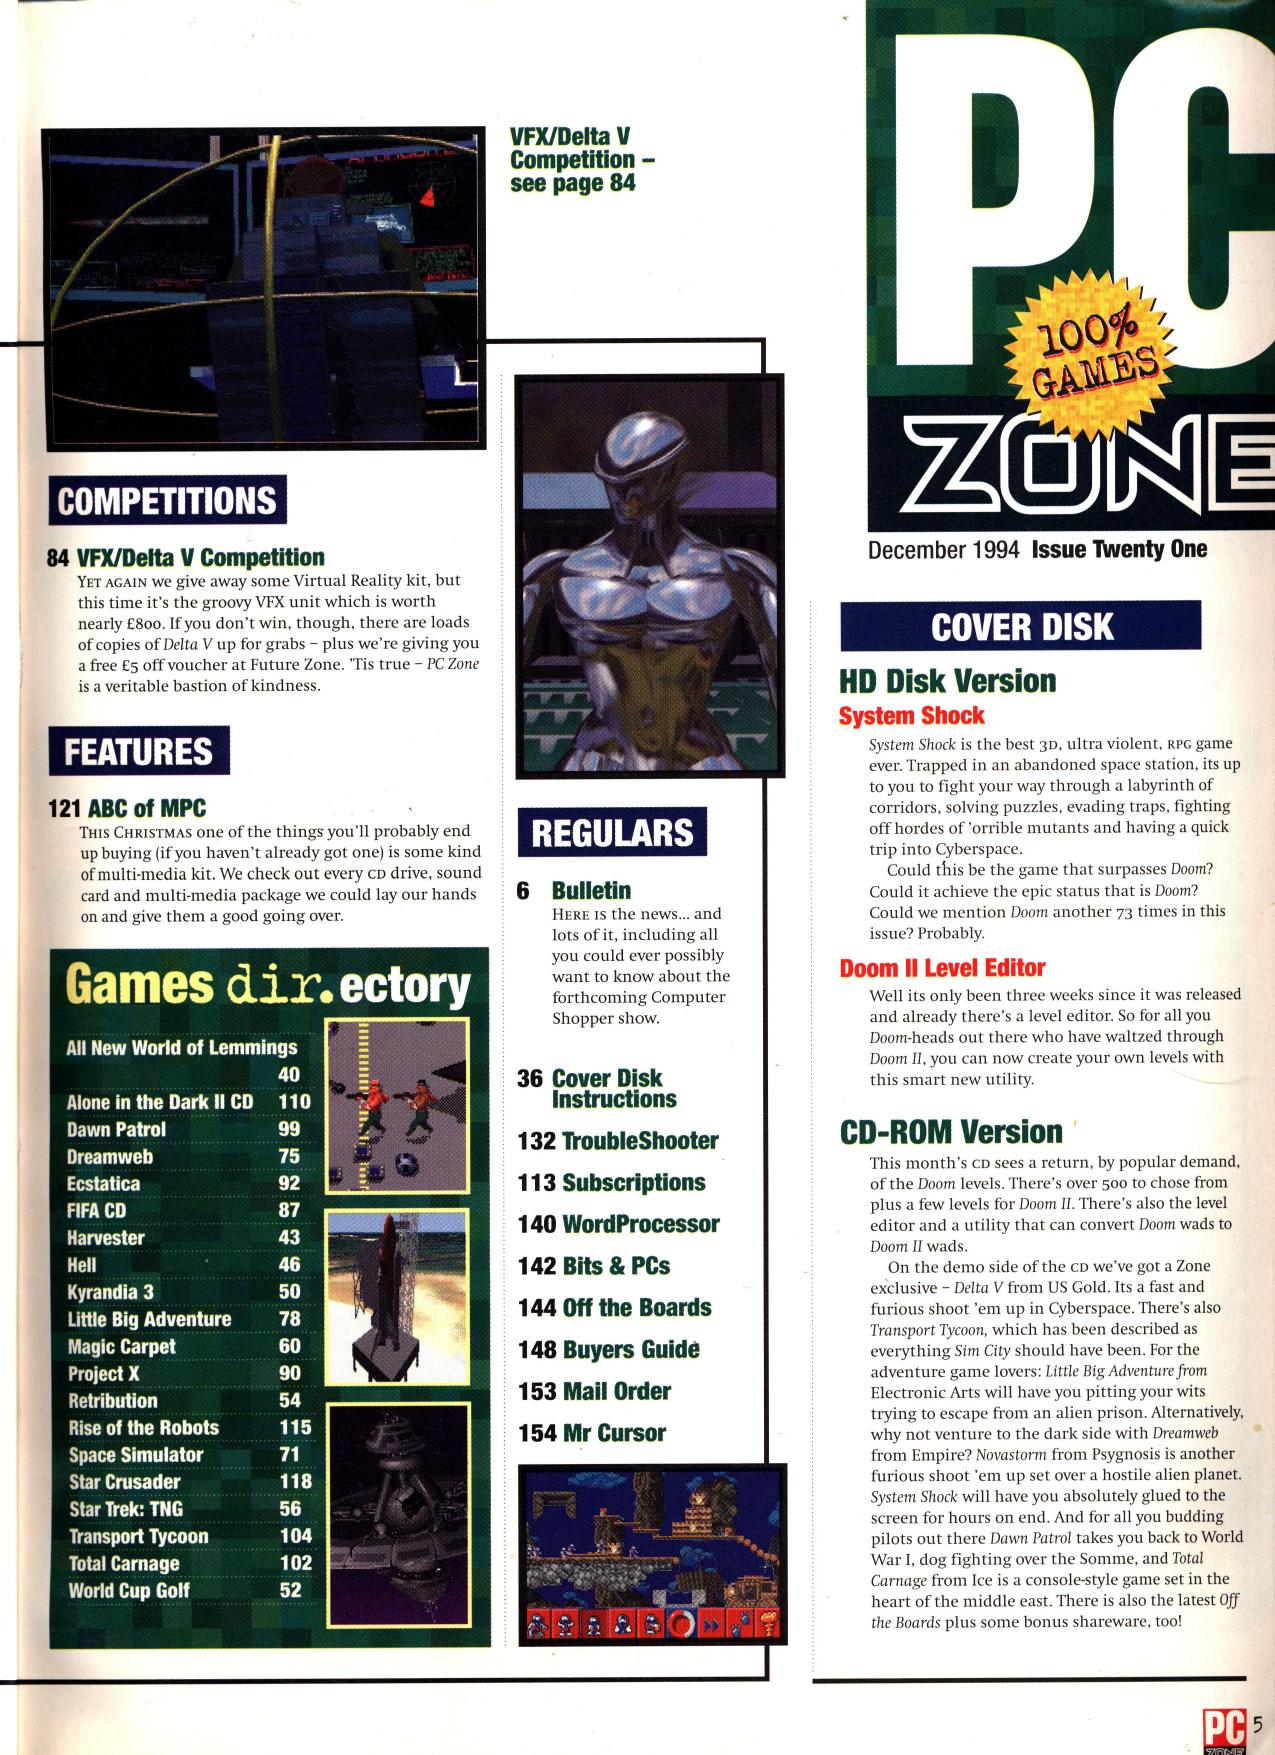 VFX/Delta V
Competition –
see page 84
COMPETITIONS
84 VFX/Delta V Competition
YET AGAIN we give away some Virtual Reality kit, but
this time it's the groovy VFX unit which is worth
nearly £800. If you don't win, though, there are loads
of copies of Delta V up for grabs – plus we're giving you
a free £5 off voucher at Future Zone. 'Tis true – PC Zone
is a veritable bastion of kindness.
FEATURES
121 ABC of MPC
THIS CHRISTMAS one of the things you'll probably end
up buying (if you haven't already got one) is some kind
of multi-media kit. We check out every CD drive, sound
card and multi-media package we could lay our hands
on and give them a good going over.
Games dir.ectory
All New World of Lemmings
40
Alone in the Dark II CD 110
Dawn Patrol 99
Dreamweb 75
Ecstatica 92
FIFA CD 87
Harvester 43
Hell 46
Kyrandia 3 50
Little Big Adventure 78
Magic Carpet 60
Project X 90
Retribution 54
Rise of the Robots 115
Space Simulator 71
Star Crusader 118
Star Trek: TNG 56
Transport Tycoon 104
Total Carnage 102
World Cup Golf 52
REGULARS
6 Bulletin
HERE IS the news... and
lots of it, including all
you could ever possibly
want to know about the
forthcoming Computer
Shopper show.
36 Cover Disk
Instructions
132 TroubleShooter
113 Subscriptions
140 WordProcessor
142 Bits & PCs
144 Off the Boards
148 Buyers Guide
153 Mail Order
154 Mr Cursor
PC
100%
GAMES
ZONE
December 1994 Issue Twenty One
COVER DISK
HD Disk Version
System Shock
System Shock is the best 3D, ultra violent, RPG game
ever. Trapped in an abandoned space station, its up
to you to fight your way through a labyrinth of
corridors, solving puzzles, evading traps, fighting
off hordes of 'orrible mutants and having a quick
trip into Cyberspace.
Could this be the game that surpasses Doom?
Could it achieve the epic status that is Doom?
Could we mention Doom another 73 times in this
issue? Probably.
Doom II Level Editor
Well its only been three weeks since it was released
and already there's a level editor. So for all you
Doom-heads out there who have waltzed through
Doom II, you can now create your own levels with
this smart new utility.
CD-ROM Version
This month's CD sees a return, by popular demand,
of the Doom levels. There's over 500 to chose from
plus a few levels for Doom II. There's also the level
editor and a utility that can convert Doom wads to
Doom II wads.
On the demo side of the CD we've got a Zone
exclusive – Delta V from US Gold. Its a fast and
furious shoot 'em up in Cyberspace. There's also
Transport Tycoon, which has been described as
everything Sim City should have been. For the
adventure game lovers: Little Big Adventure from
Electronic Arts will have you pitting your wits
trying to escape from an alien prison. Alternatively,
why not venture to the dark side with Dreamweb
from Empire? Novastorm from Psygnosis is another
furious shoot 'em up set over a hostile alien planet.
System Shock will have you absolutely glued to the
screen for hours on end. And for all you budding
pilots out there Dawn Patrol takes you back to World
War I, dog fighting over the Somme, and Total
Carnage from Ice is a console-style game set in the
heart of the middle east. There is also the latest Off
the Boards plus some bonus shareware, too!
PC
ZONE
5